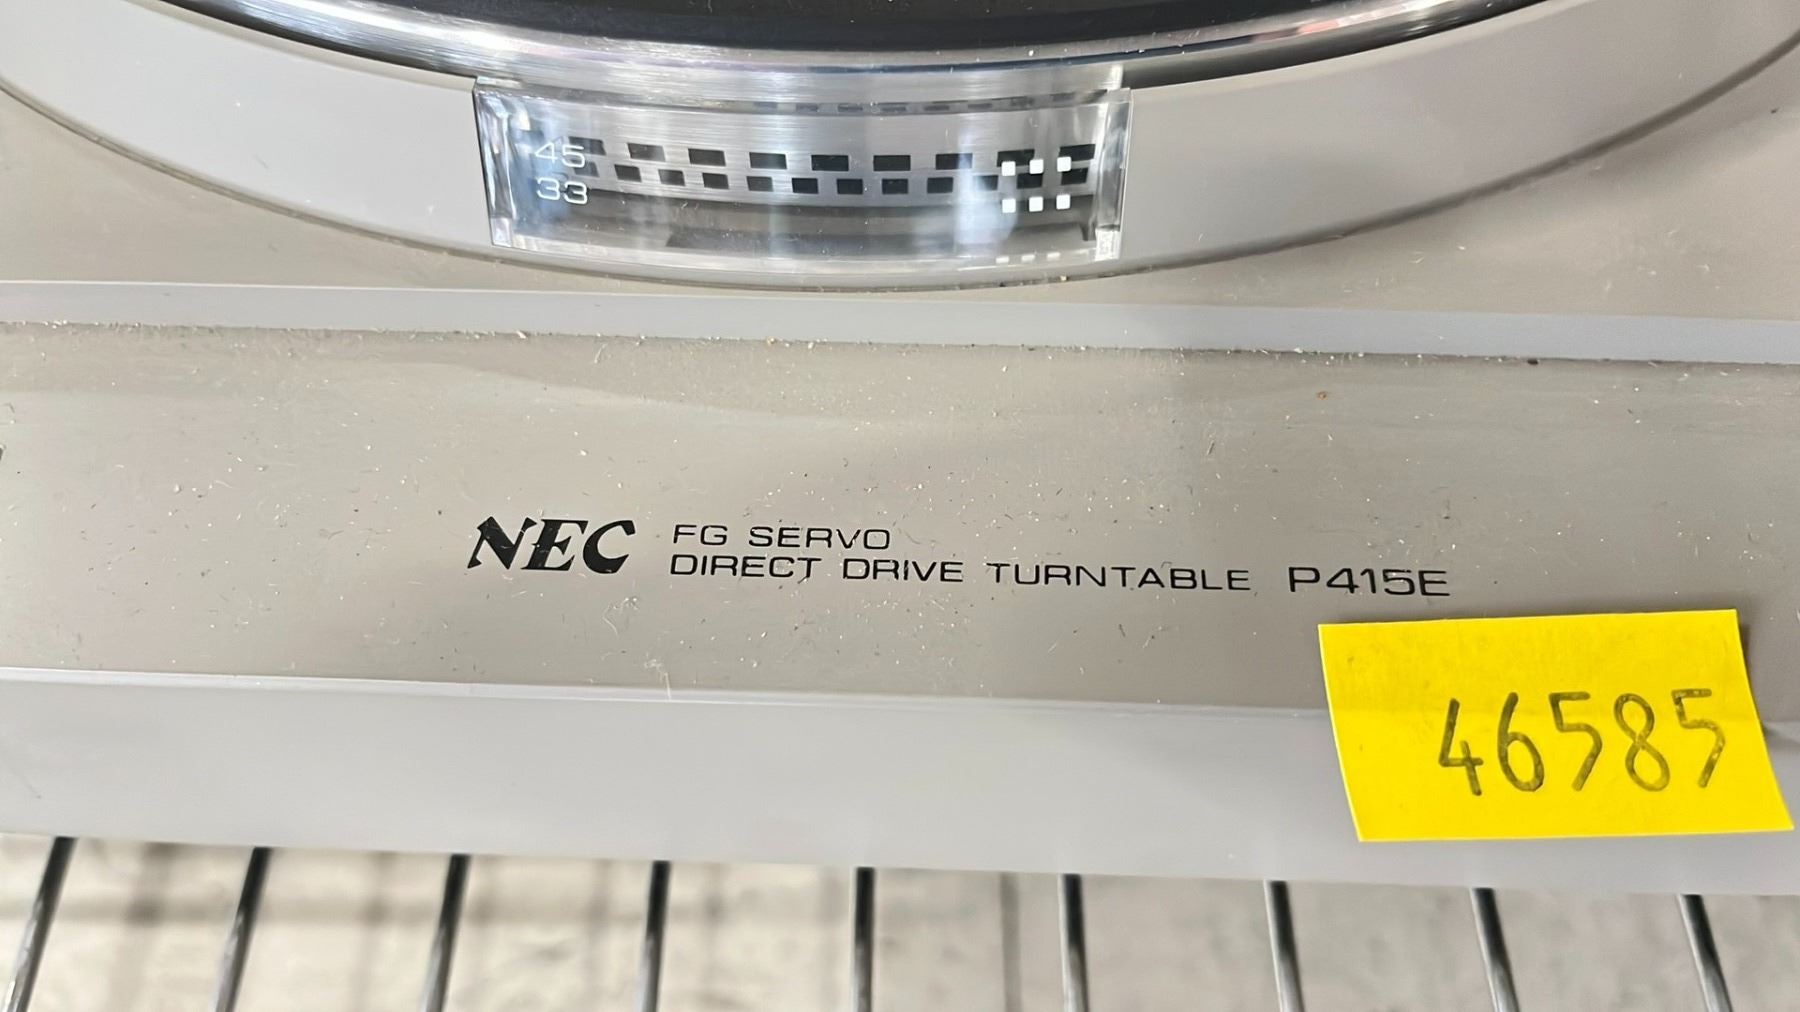 45
33
NEC FG SERVO
DIRECT DRIVE TURNTABLE P415E
46585